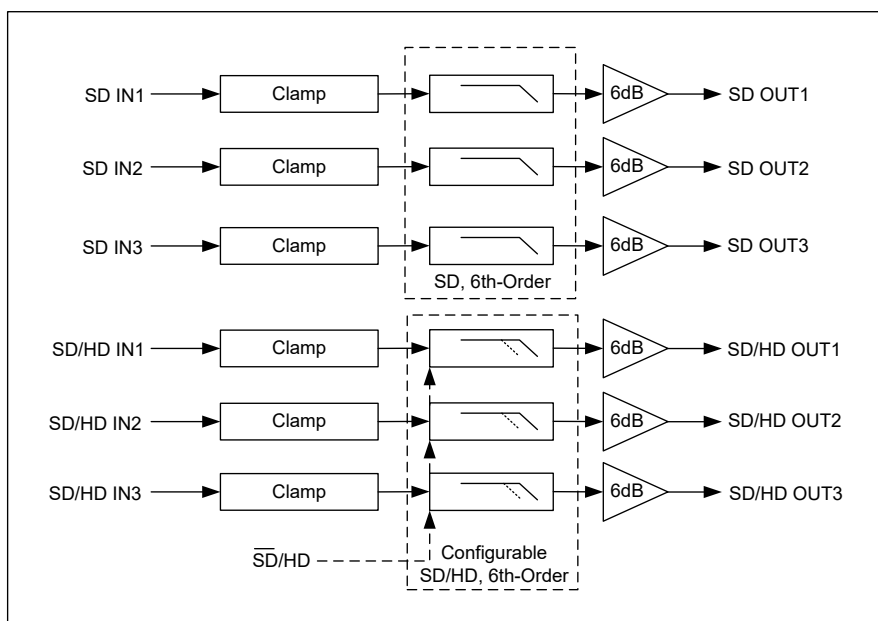 SD IN1 Clamp 6dB SD OUT1
SD IN2 Clamp 6dB SD OUT2
SD IN3 Clamp 6dB SD OUT3
SD, 6th-Order
SD/HD IN1 Clamp 6dB SD/HD OUT1
SD/HD IN2 Clamp 6dB SD/HD OUT2
SD/HD IN3 Clamp 6dB SD/HD OUT3
S̅D̅/HD
Configurable
SD/HD, 6th-Order